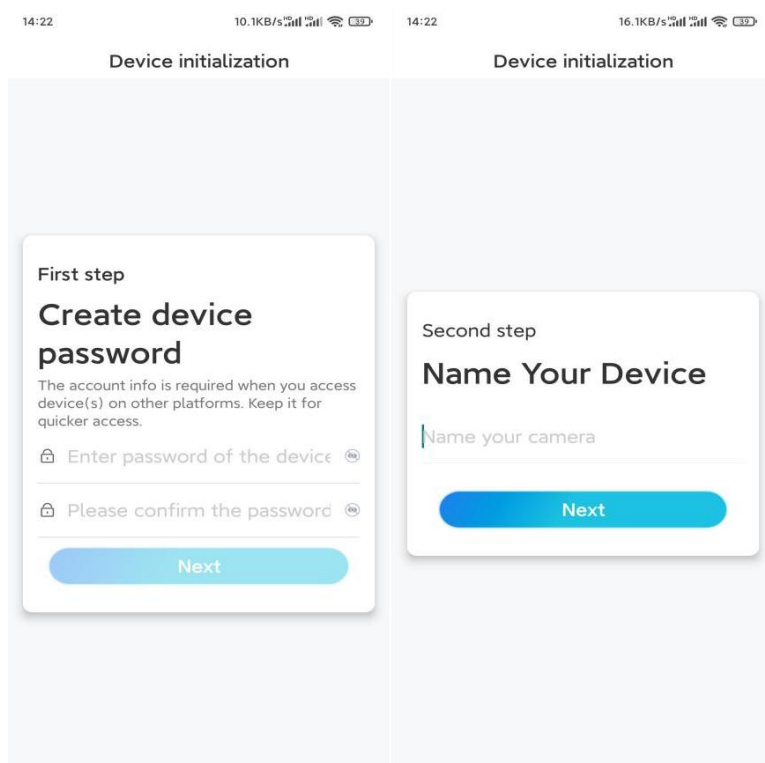 14:22
10.1KB/s
39
Device initialization
First step
Create device
password
The account info is required when you access
device(s) on other platforms. Keep it for
quicker access.
Enter password of the device
Please confirm the password
Next
14:22
16.1KB/s
39
Device initialization
Second step
Name Your Device
Name your camera
Next